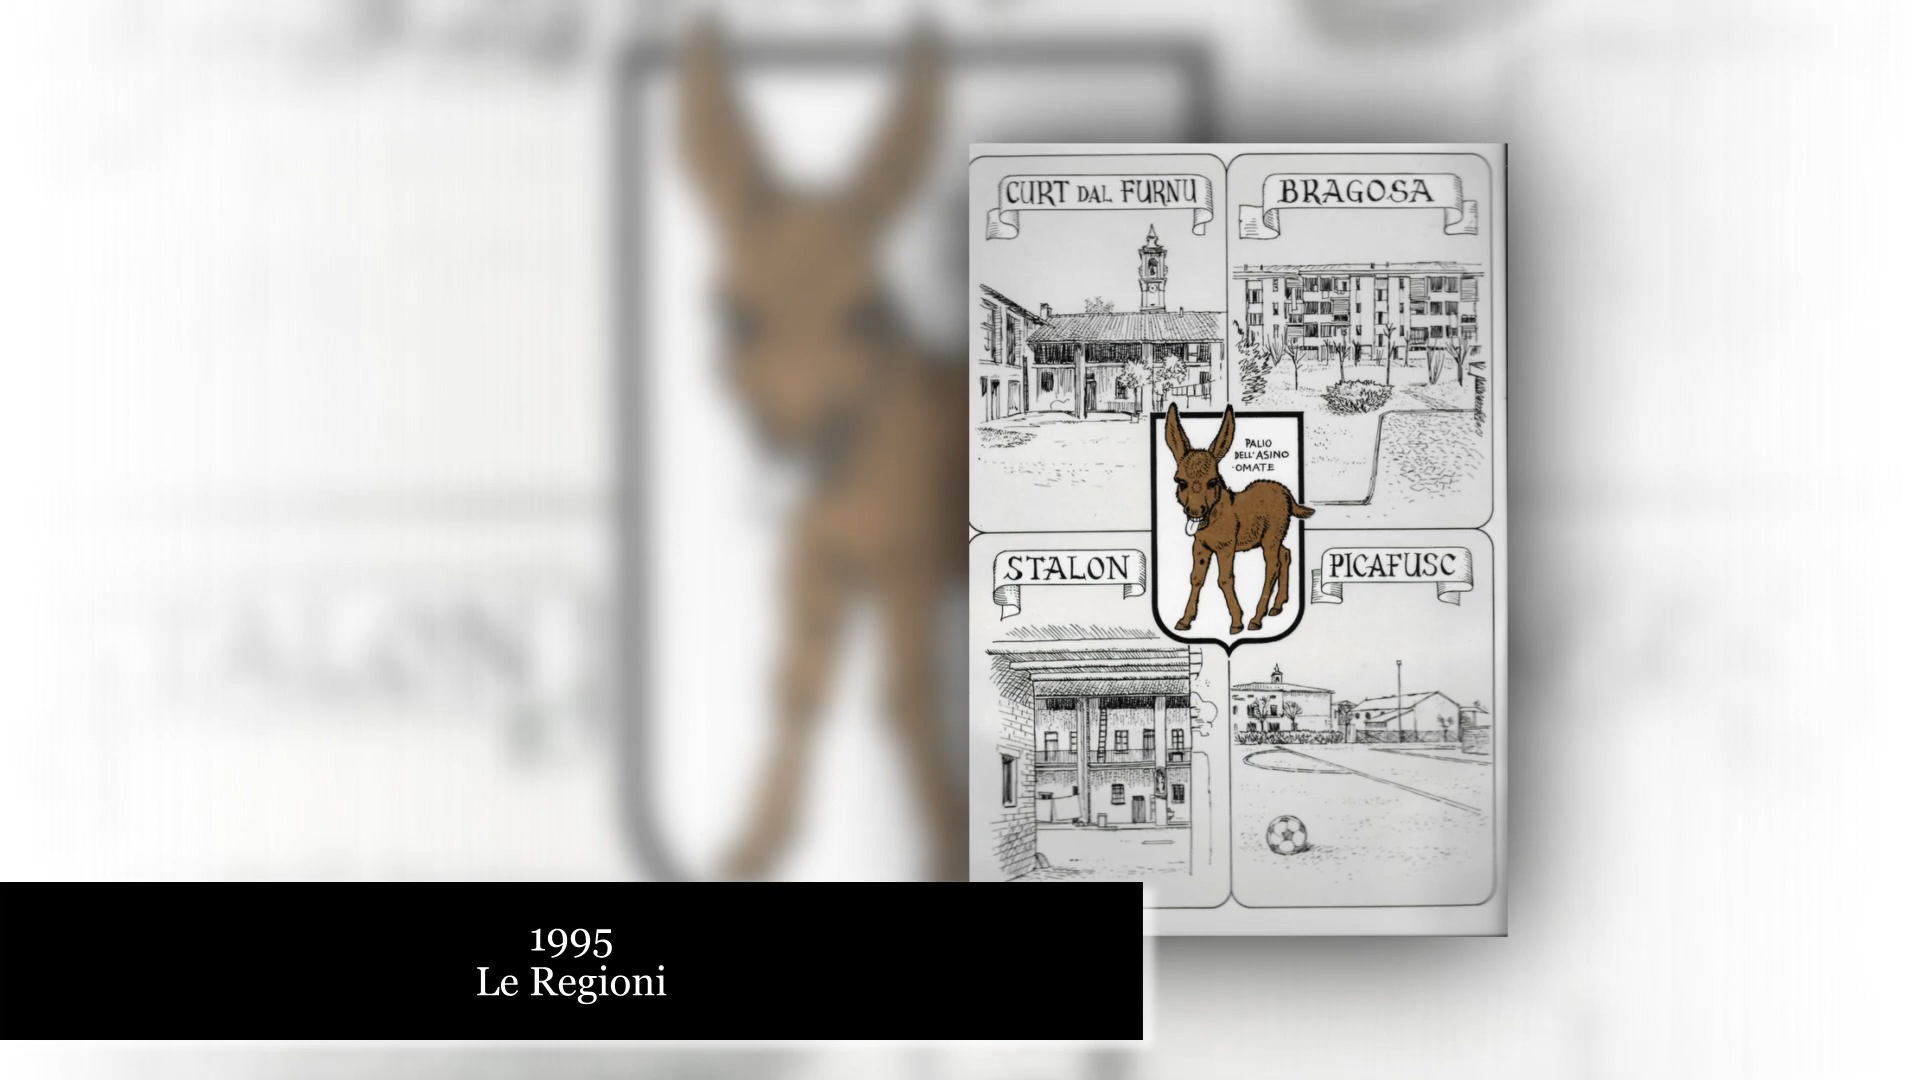 CURT DAL FURNU
BRAGOSA
PALIO
DELL'ASINO
·OMATE
STALON
PICAFUSC
1995
Le Regioni